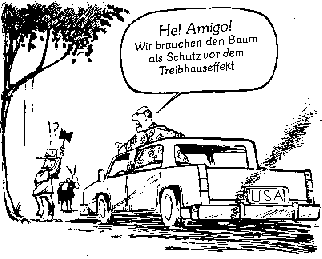 He! Amigo!
Wir brauchen den Baum
als Schutz vor dem
Treibhauseffekt
USA